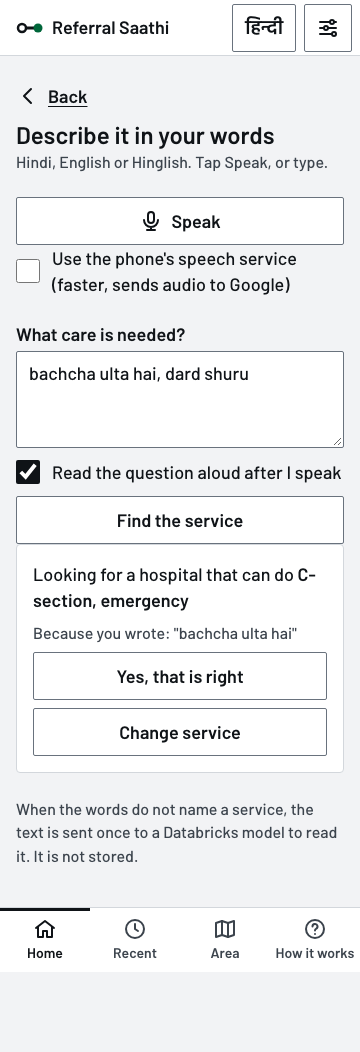 Referral Saathi
हिन्दी
Back
Describe it in your words
Hindi, English or Hinglish. Tap Speak, or type.
Speak
Use the phone's speech service
(faster, sends audio to Google)
What care is needed?
bachcha ulta hai, dard shuru
Read the question aloud after I speak
Find the service
Looking for a hospital that can do C-
section, emergency
Because you wrote: "bachcha ulta hai"
Yes, that is right
Change service
When the words do not name a service, the
text is sent once to a Databricks model to read
it. It is not stored.
Home
Recent
Area
How it works